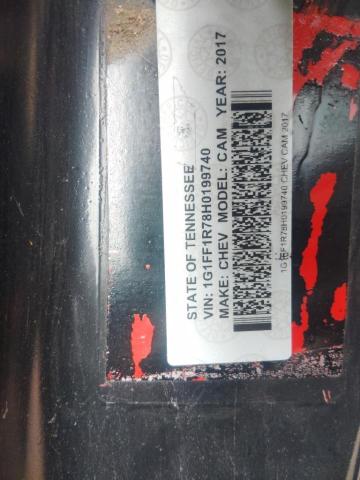 STATE OF TENNESSEE
VIN: 1G1FF1R78H0199740
MAKE: CHEV MODEL: CAM YEAR: 2017
1G1FF1R78H0199740 CHEV CAM 2017